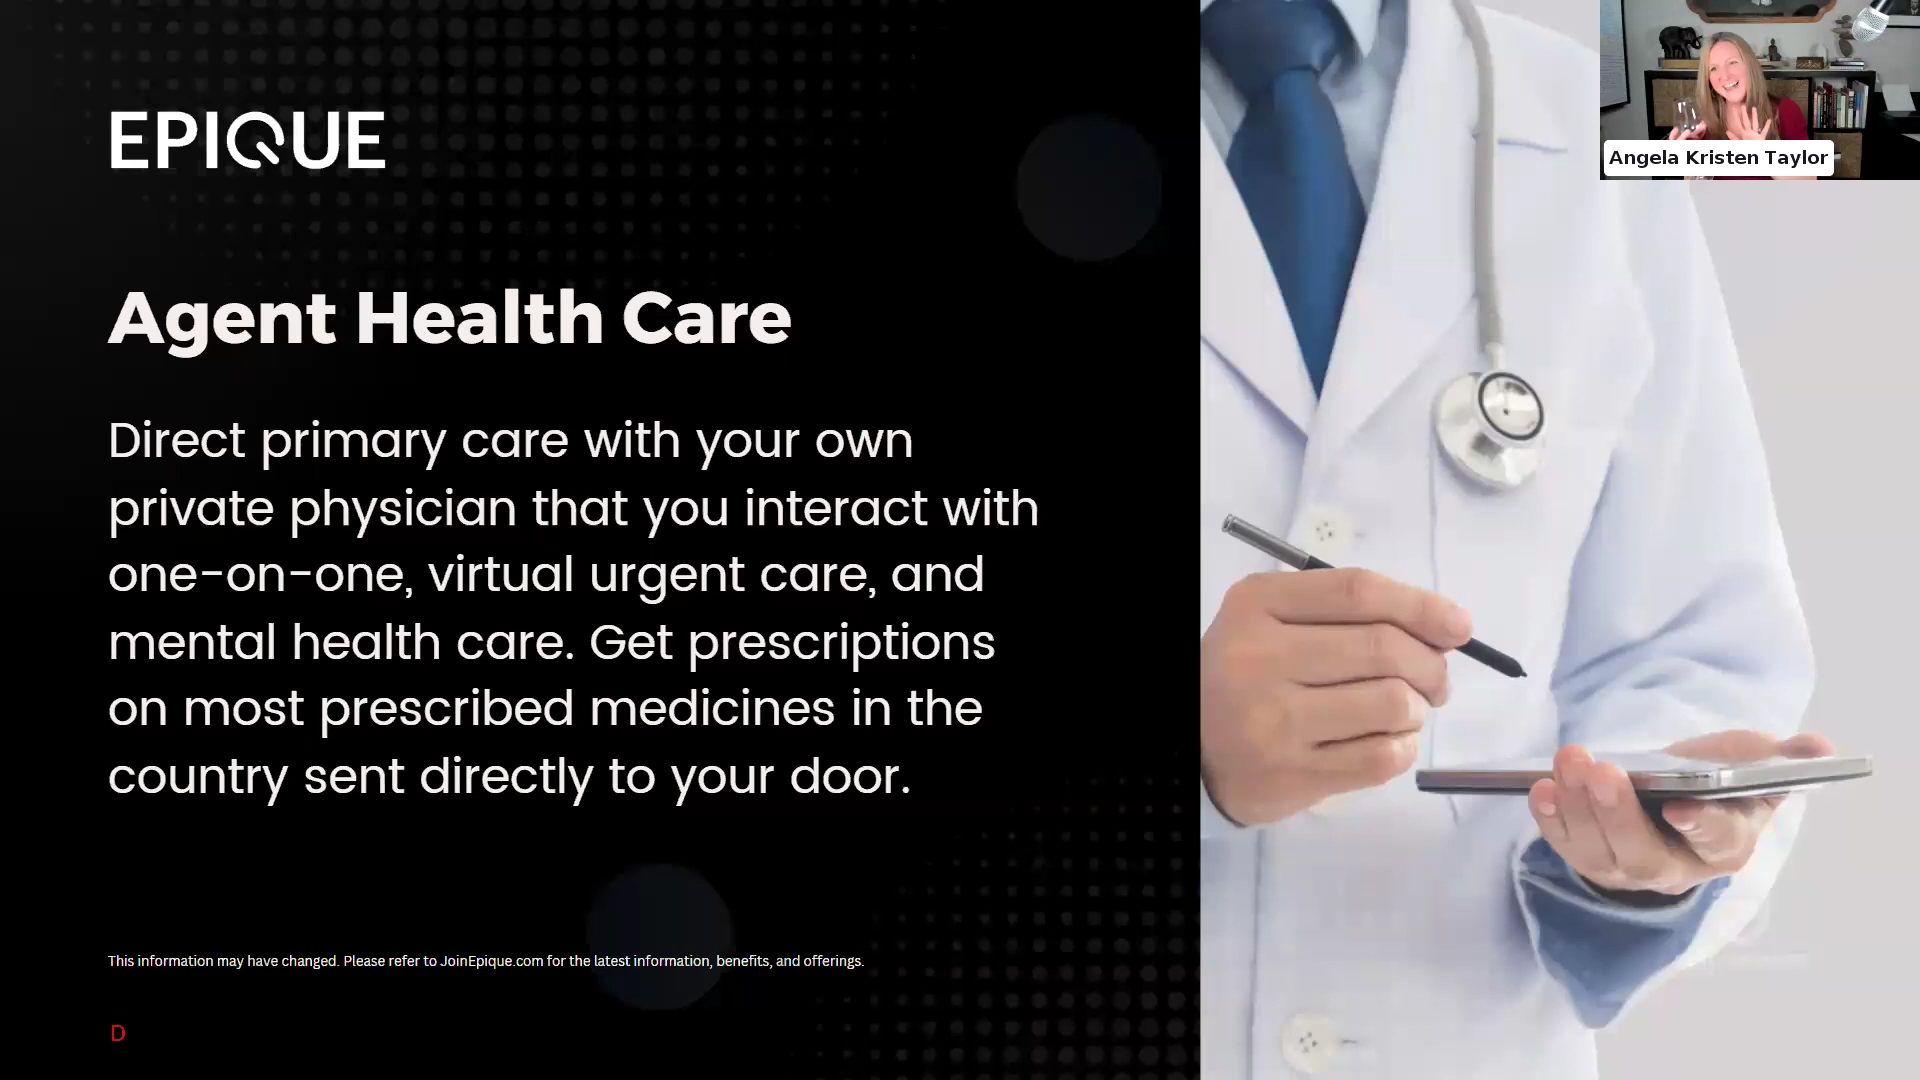 EPIQUE
Angela Kristen Taylor
Agent Health Care
Direct primary care with your own
private physician that you interact with
one-on-one, virtual urgent care, and
mental health care. Get prescriptions
on most prescribed medicines in the
country sent directly to your door.
This information may have changed. Please refer to JoinEpique.com for the latest information, benefits, and offerings.
D